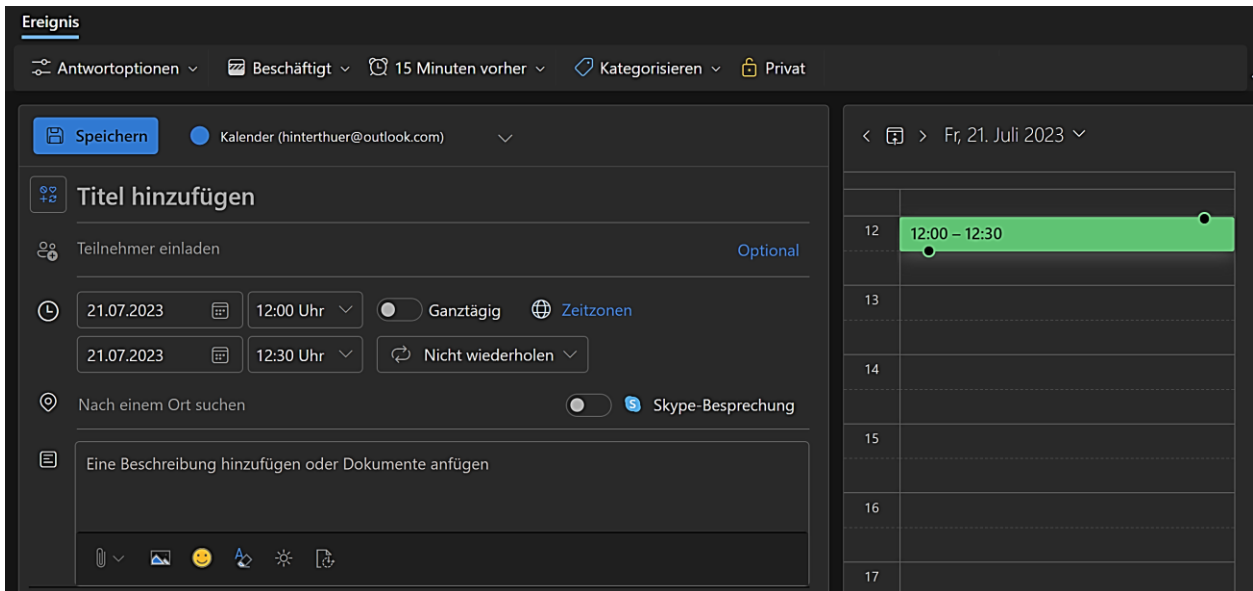 Ereignis
Antwortoptionen Beschäftigt 15 Minuten vorher Kategorisieren Privat
Speichern Kalender (hinterthuer@outlook.com)
Titel hinzufügen
Teilnehmer einladen Optional
21.07.2023 12:00 Uhr Ganztägig Zeitzonen
21.07.2023 12:30 Uhr Nicht wiederholen
Nach einem Ort suchen Skype-Besprechung
Eine Beschreibung hinzufügen oder Dokumente anfügen
Fr, 21. Juli 2023
12 12:00 – 12:30
13
14
15
16
17